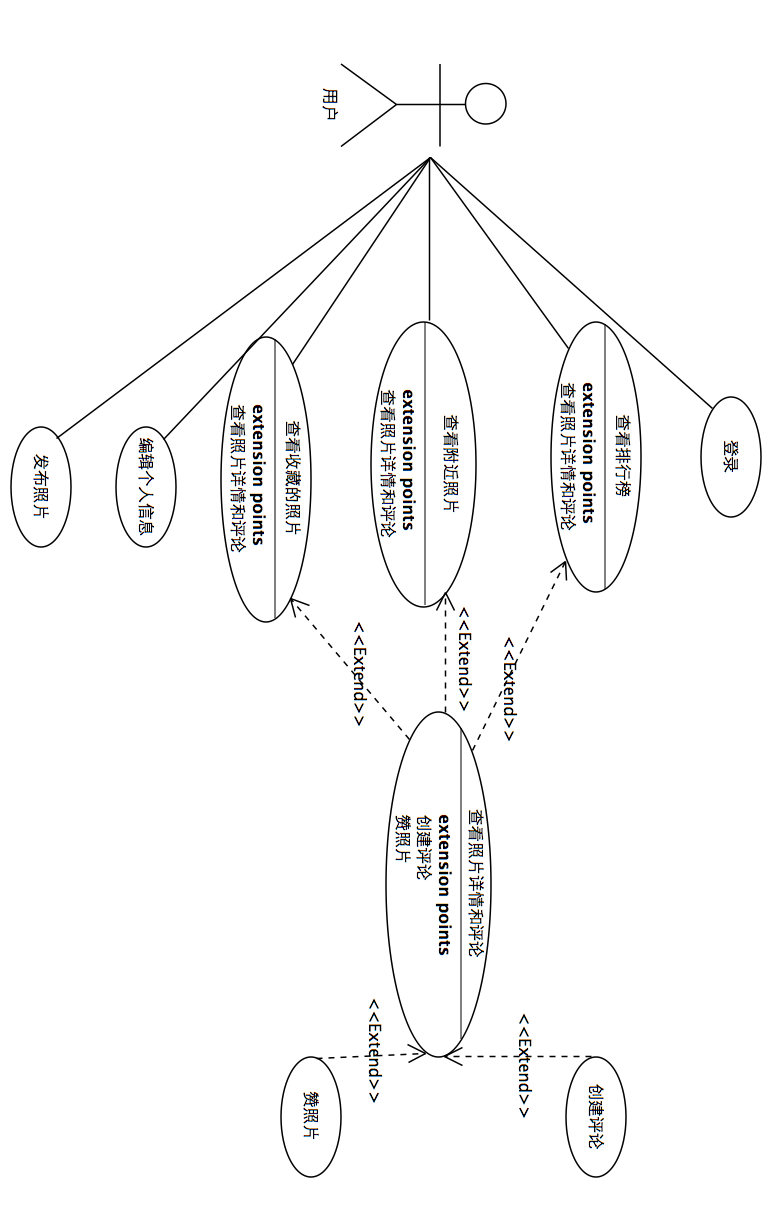 用户
登录
查看排行榜
extension points
查看照片详情和评论
查看附近照片
extension points
查看照片详情和评论
查看收藏的照片
extension points
查看照片详情和评论
编辑个人信息
发布照片
<<Extend>>
<<Extend>>
<<Extend>>
查看照片详情和评论
extension points
创建评论
赞照片
<<Extend>>
<<Extend>>
创建评论
赞照片